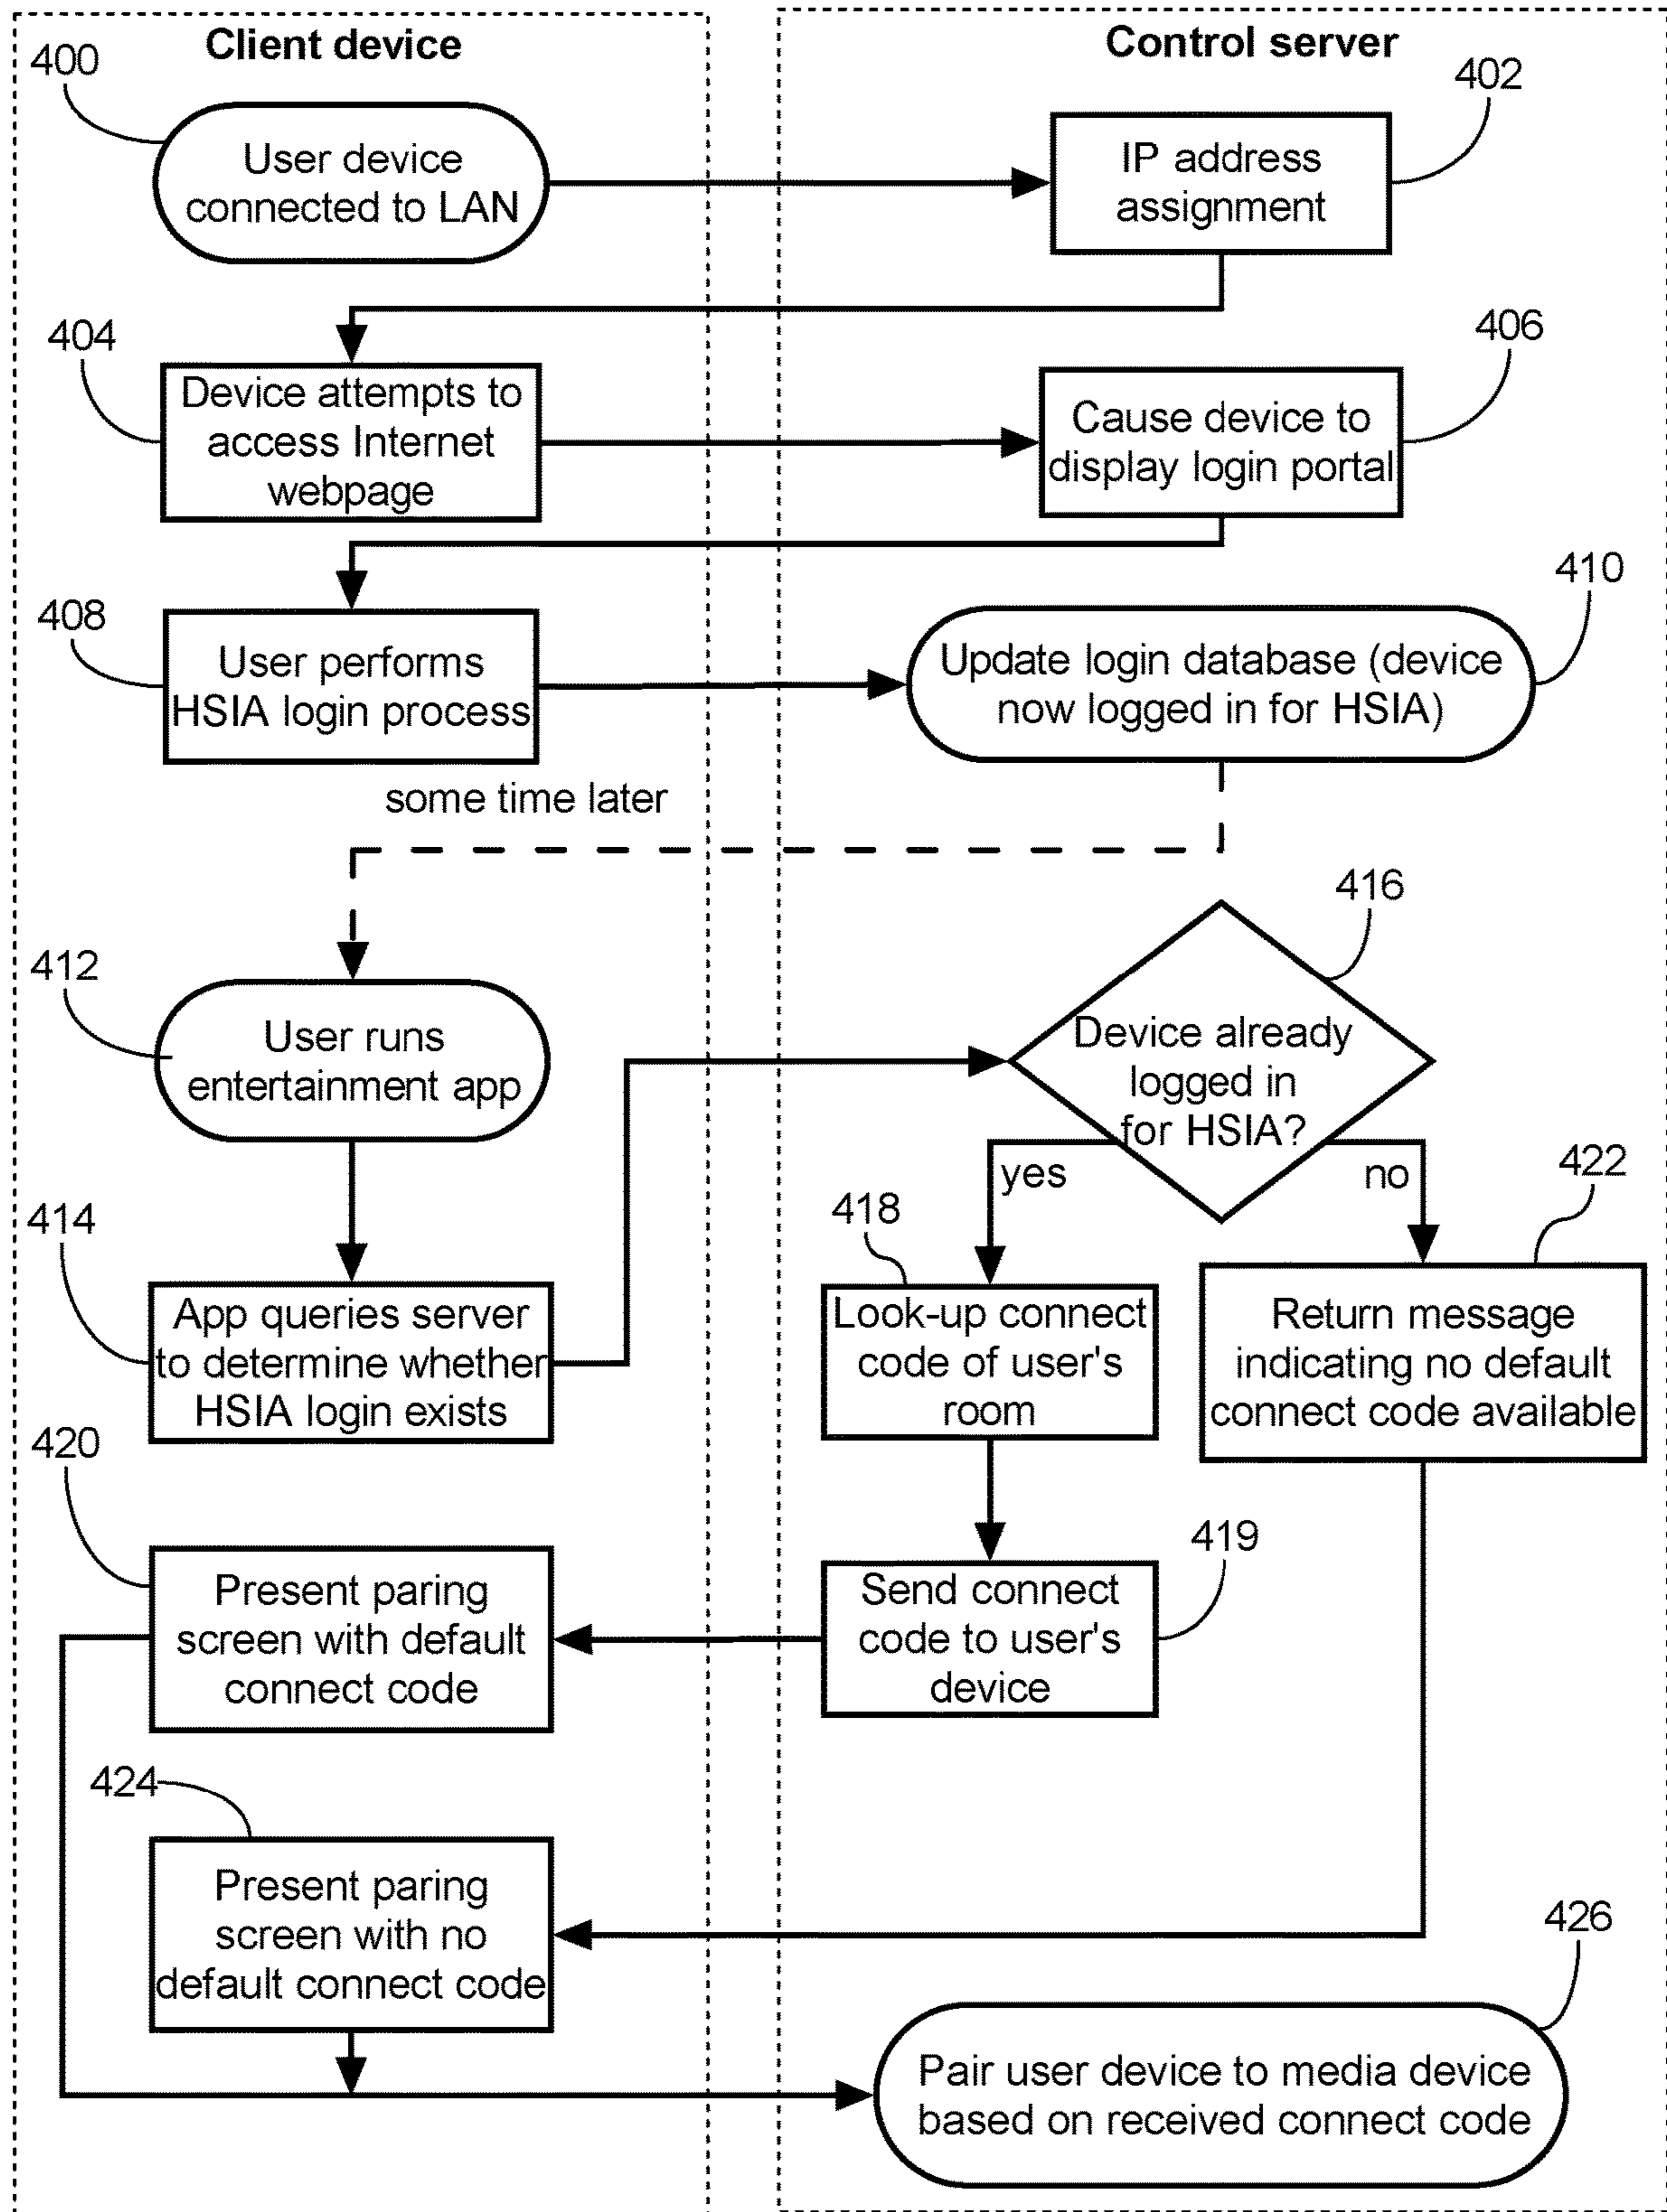 Client device
Control server
400
402
User device
connected to LAN
IP address
assignment
404
406
Device attempts to
access Internet
webpage
Cause device to
display login portal
408
410
User performs
HSIA login process
Update login database (device
now logged in for HSIA)
some time later
412
416
User runs
entertainment app
Device already
logged in
for HSIA?
yes
no
414
418
422
App queries server
to determine whether
HSIA login exists
Look-up connect
code of user's
room
Return message
indicating no default
connect code available
420
419
Present paring
screen with default
connect code
Send connect
code to user's
device
424
Present paring
screen with no
default connect code
426
Pair user device to media device
based on received connect code